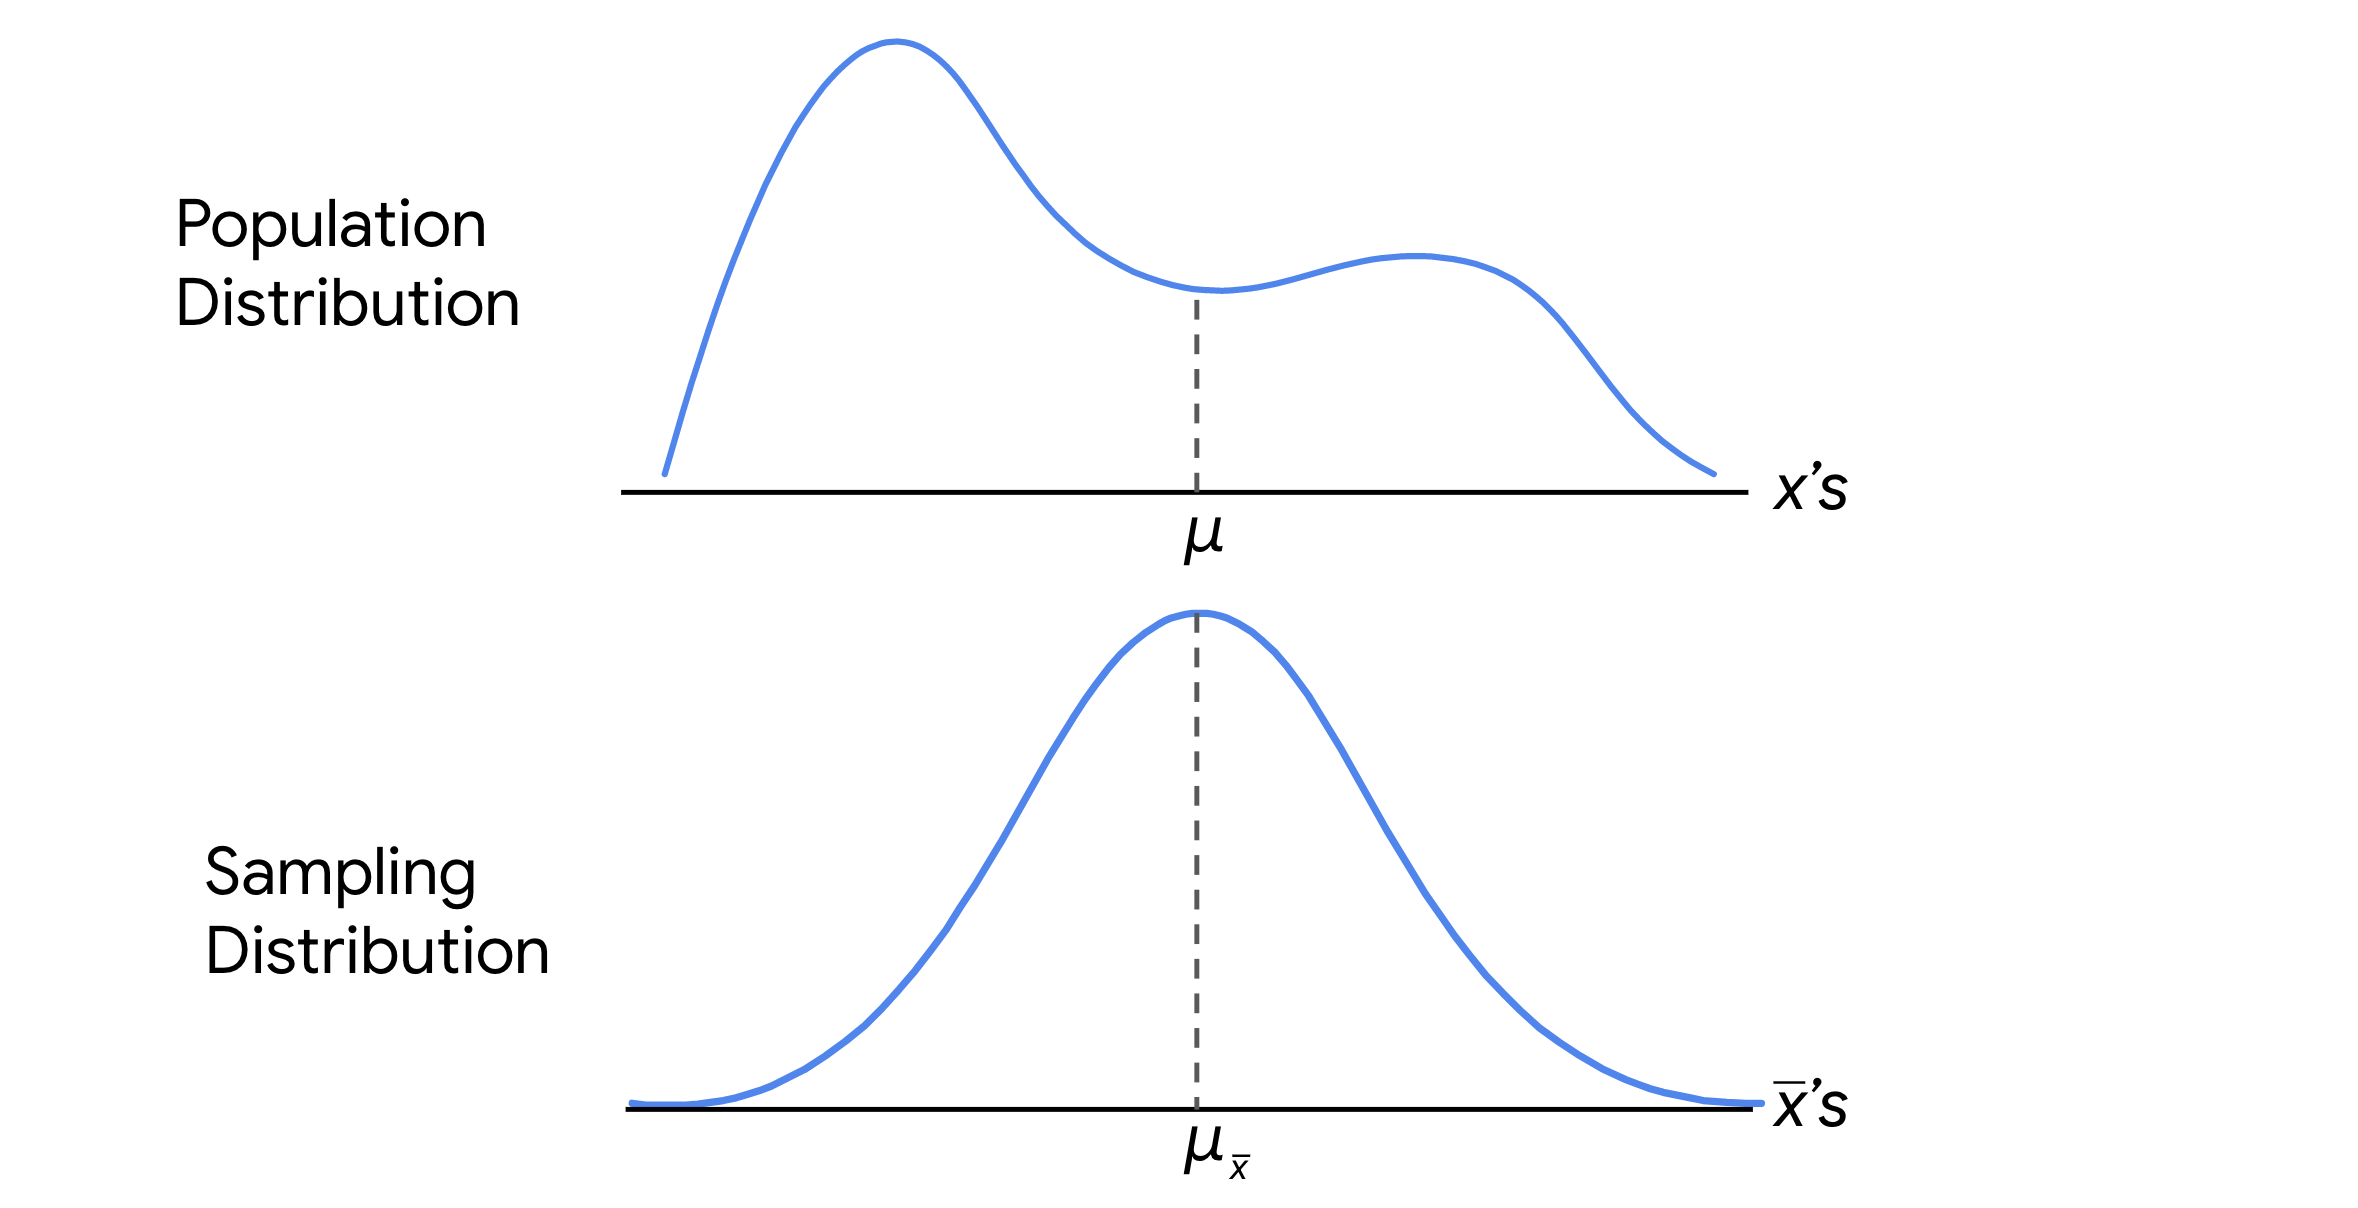 Population
Distribution
x’s
μ
Sampling
Distribution
x̅’s
μx̅